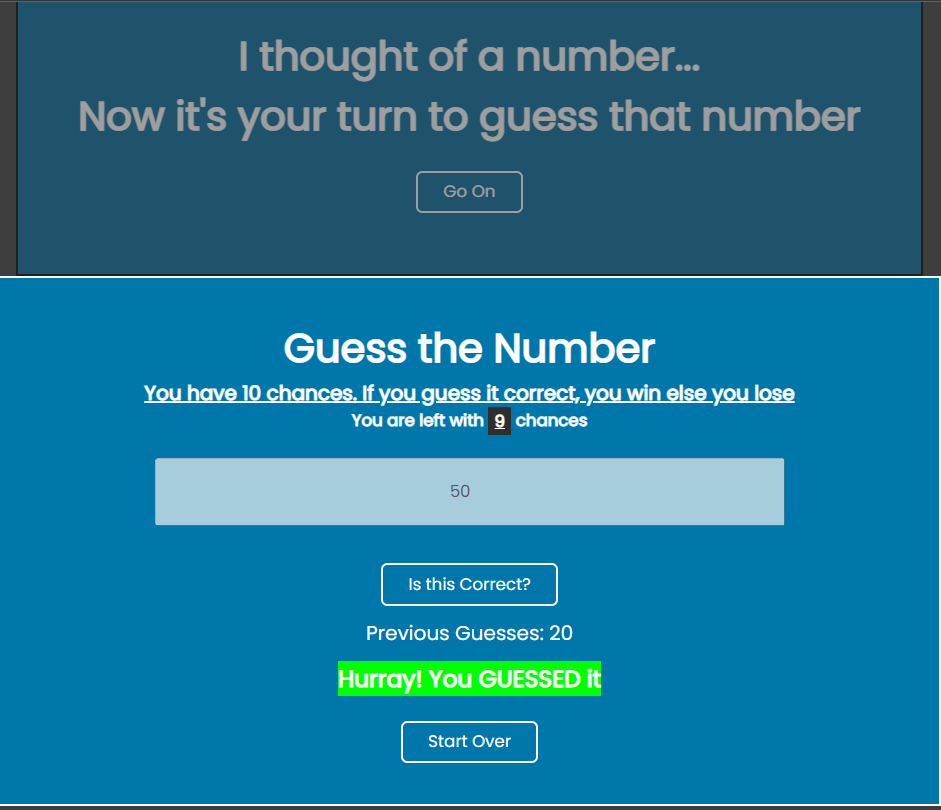 I thought of a number...
Now it's your turn to guess that number
Go On
Guess the Number
You have 10 chances. If you guess it correct, you win else you lose
You are left with 9 chances
50
Is this Correct?
Previous Guesses: 20
Hurray! You GUESSED it
Start Over